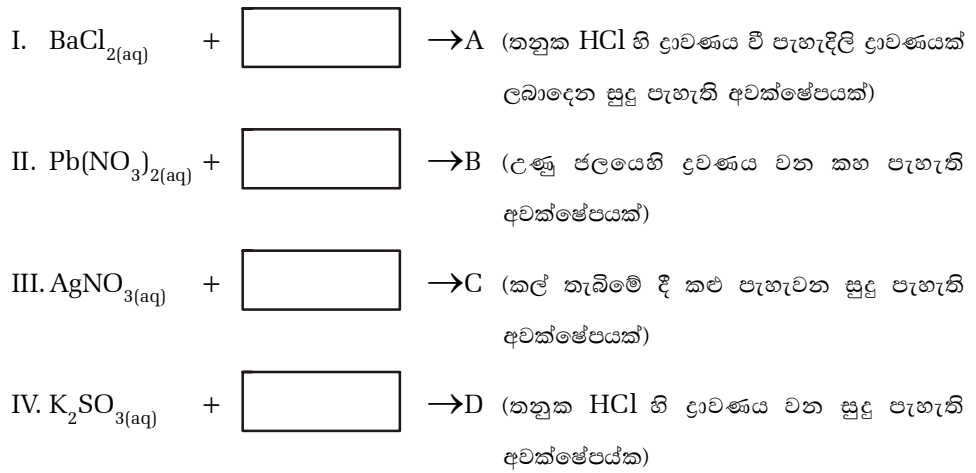 I. BaCl₂(aq) + →A (තනුක HCl හි ද්‍රාවණය වී පැහැදිලි ද්‍රාවණයක්
ලබාදෙන සුදු පැහැති අවක්ෂේපයක්)
II. Pb(NO₃)₂(aq) + →B (උණු ජලයෙහි ද්‍රවණය වන කහ පැහැති
අවක්ෂේපයක්)
III. AgNO₃(aq) + →C (කල් තැබීමේ දී කළු පැහැවන සුදු පැහැති
අවක්ෂේපයක්)
IV. K₂SO₃(aq) + →D (තනුක HCl හි ද්‍රාවණය වන සුදු පැහැති
අවක්ෂේපය්ක)